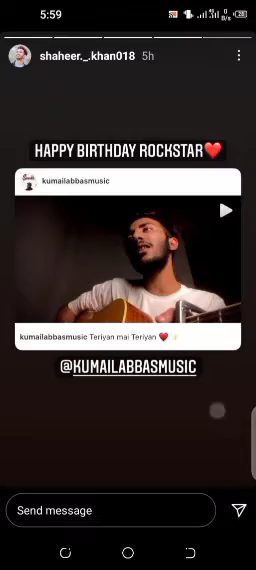 5:59
shaheer._.khan018 5h
HAPPY BIRTHDAY ROCKSTAR❤️
kumailabbasmusic
kumailabbasmusic Teriyan mai Teriyan ❤️✨
@KUMAILABBASMUSIC
Send message